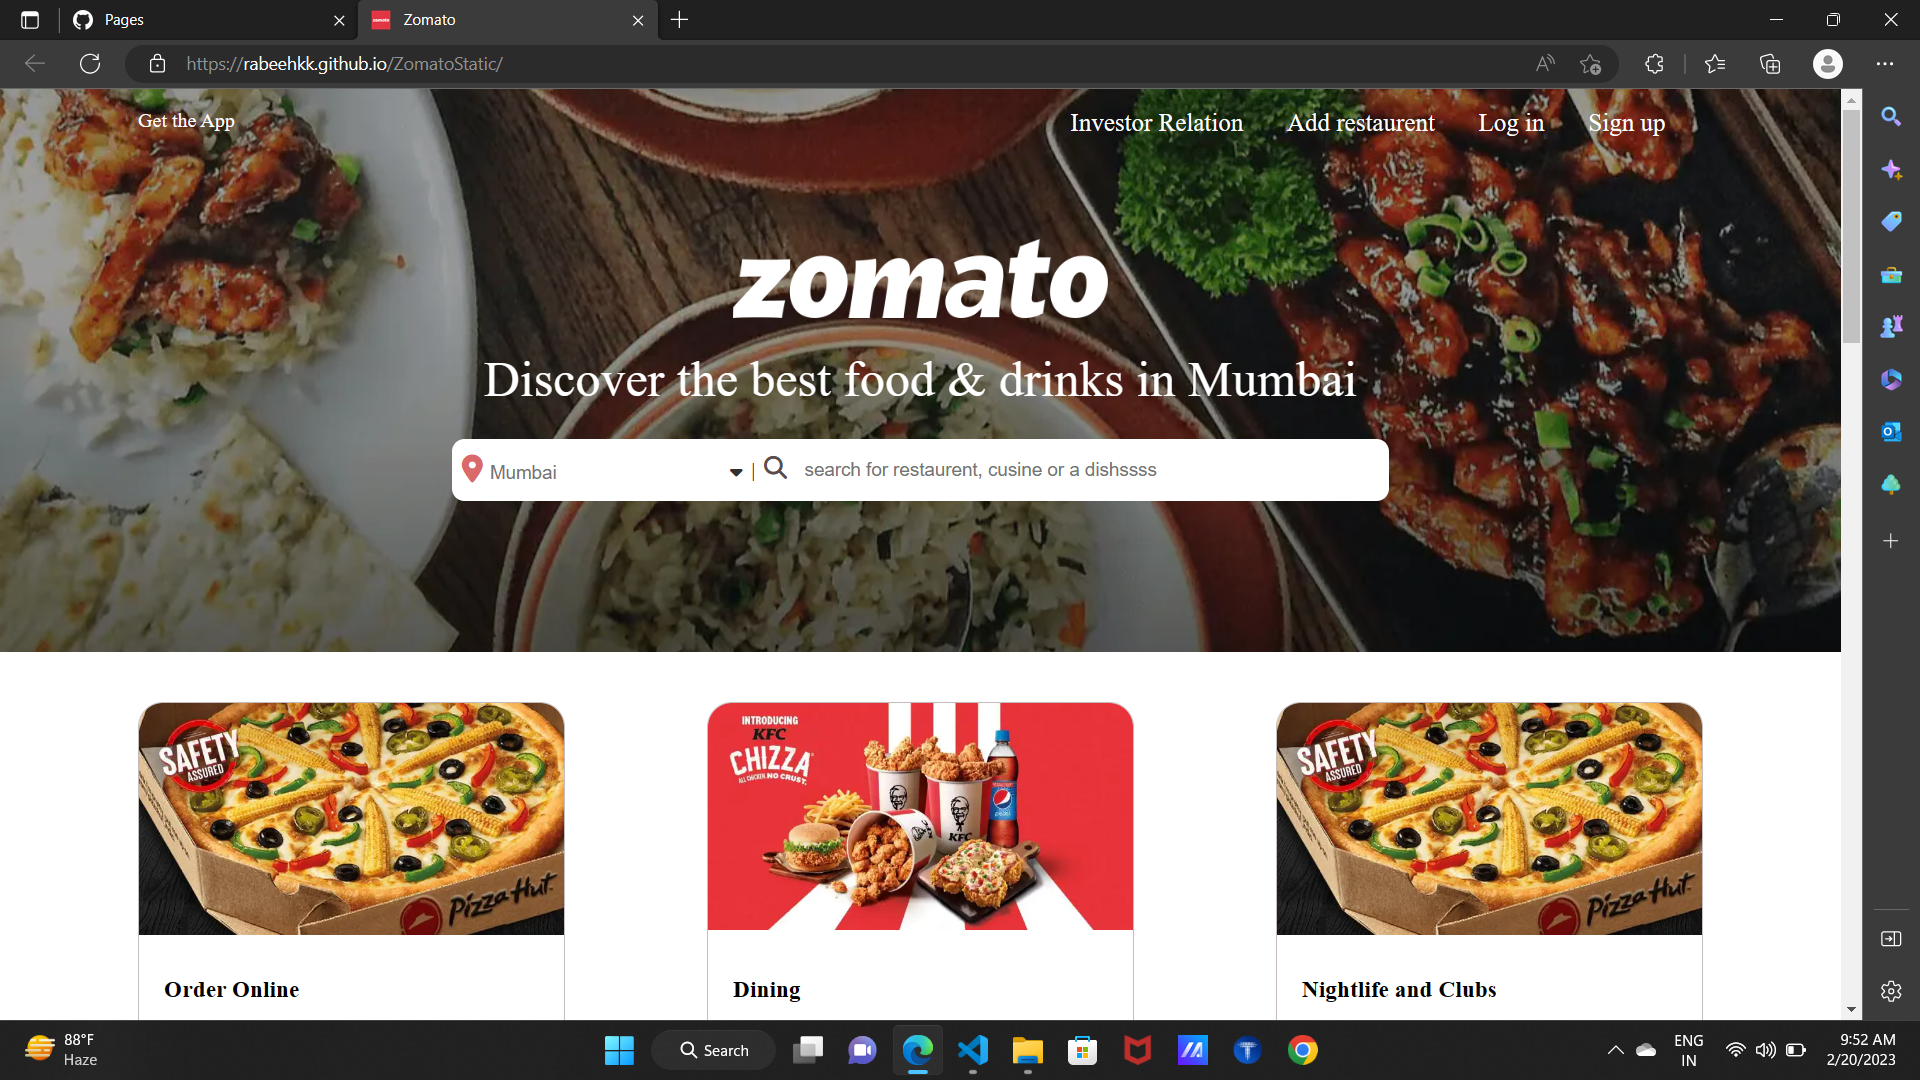 Pages
Zomato
https://rabeehkk.github.io/ZomatoStatic/
Get the App
Investor Relation
Add restaurent
Log in
Sign up
zomato
Discover the best food & drinks in Mumbai
Mumbai
search for restaurent, cusine or a dishssss
SAFETY
ASSURED
Pizza Hut
INTRODUCING
KFC
CHIZZA
ALL CHICKEN. NO CRUST.
KFC
pepsi
SAFETY
ASSURED
Pizza Hut
Order Online
Dining
Nightlife and Clubs
88°F
Haze
Search
ENG
IN
9:52 AM
2/20/2023